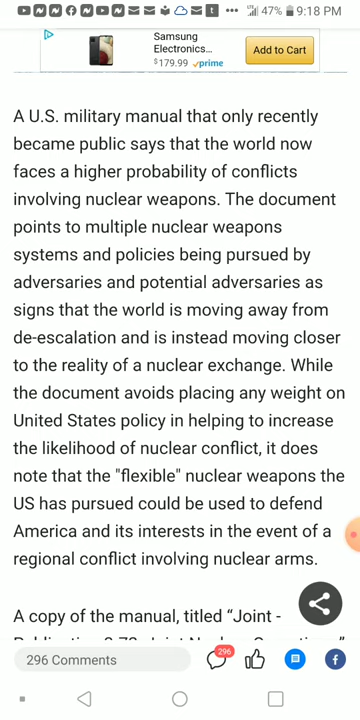 47% 9:18 PM
Samsung
Electronics...
$179.99 prime
Add to Cart
A U.S. military manual that only recently
became public says that the world now
faces a higher probability of conflicts
involving nuclear weapons. The document
points to multiple nuclear weapons
systems and policies being pursued by
adversaries and potential adversaries as
signs that the world is moving away from
de-escalation and is instead moving closer
to the reality of a nuclear exchange. While
the document avoids placing any weight on
United States policy in helping to increase
the likelihood of nuclear conflict, it does
note that the "flexible" nuclear weapons the
US has pursued could be used to defend
America and its interests in the event of a
regional conflict involving nuclear arms.
A copy of the manual, titled “Joint -
296 Comments
296